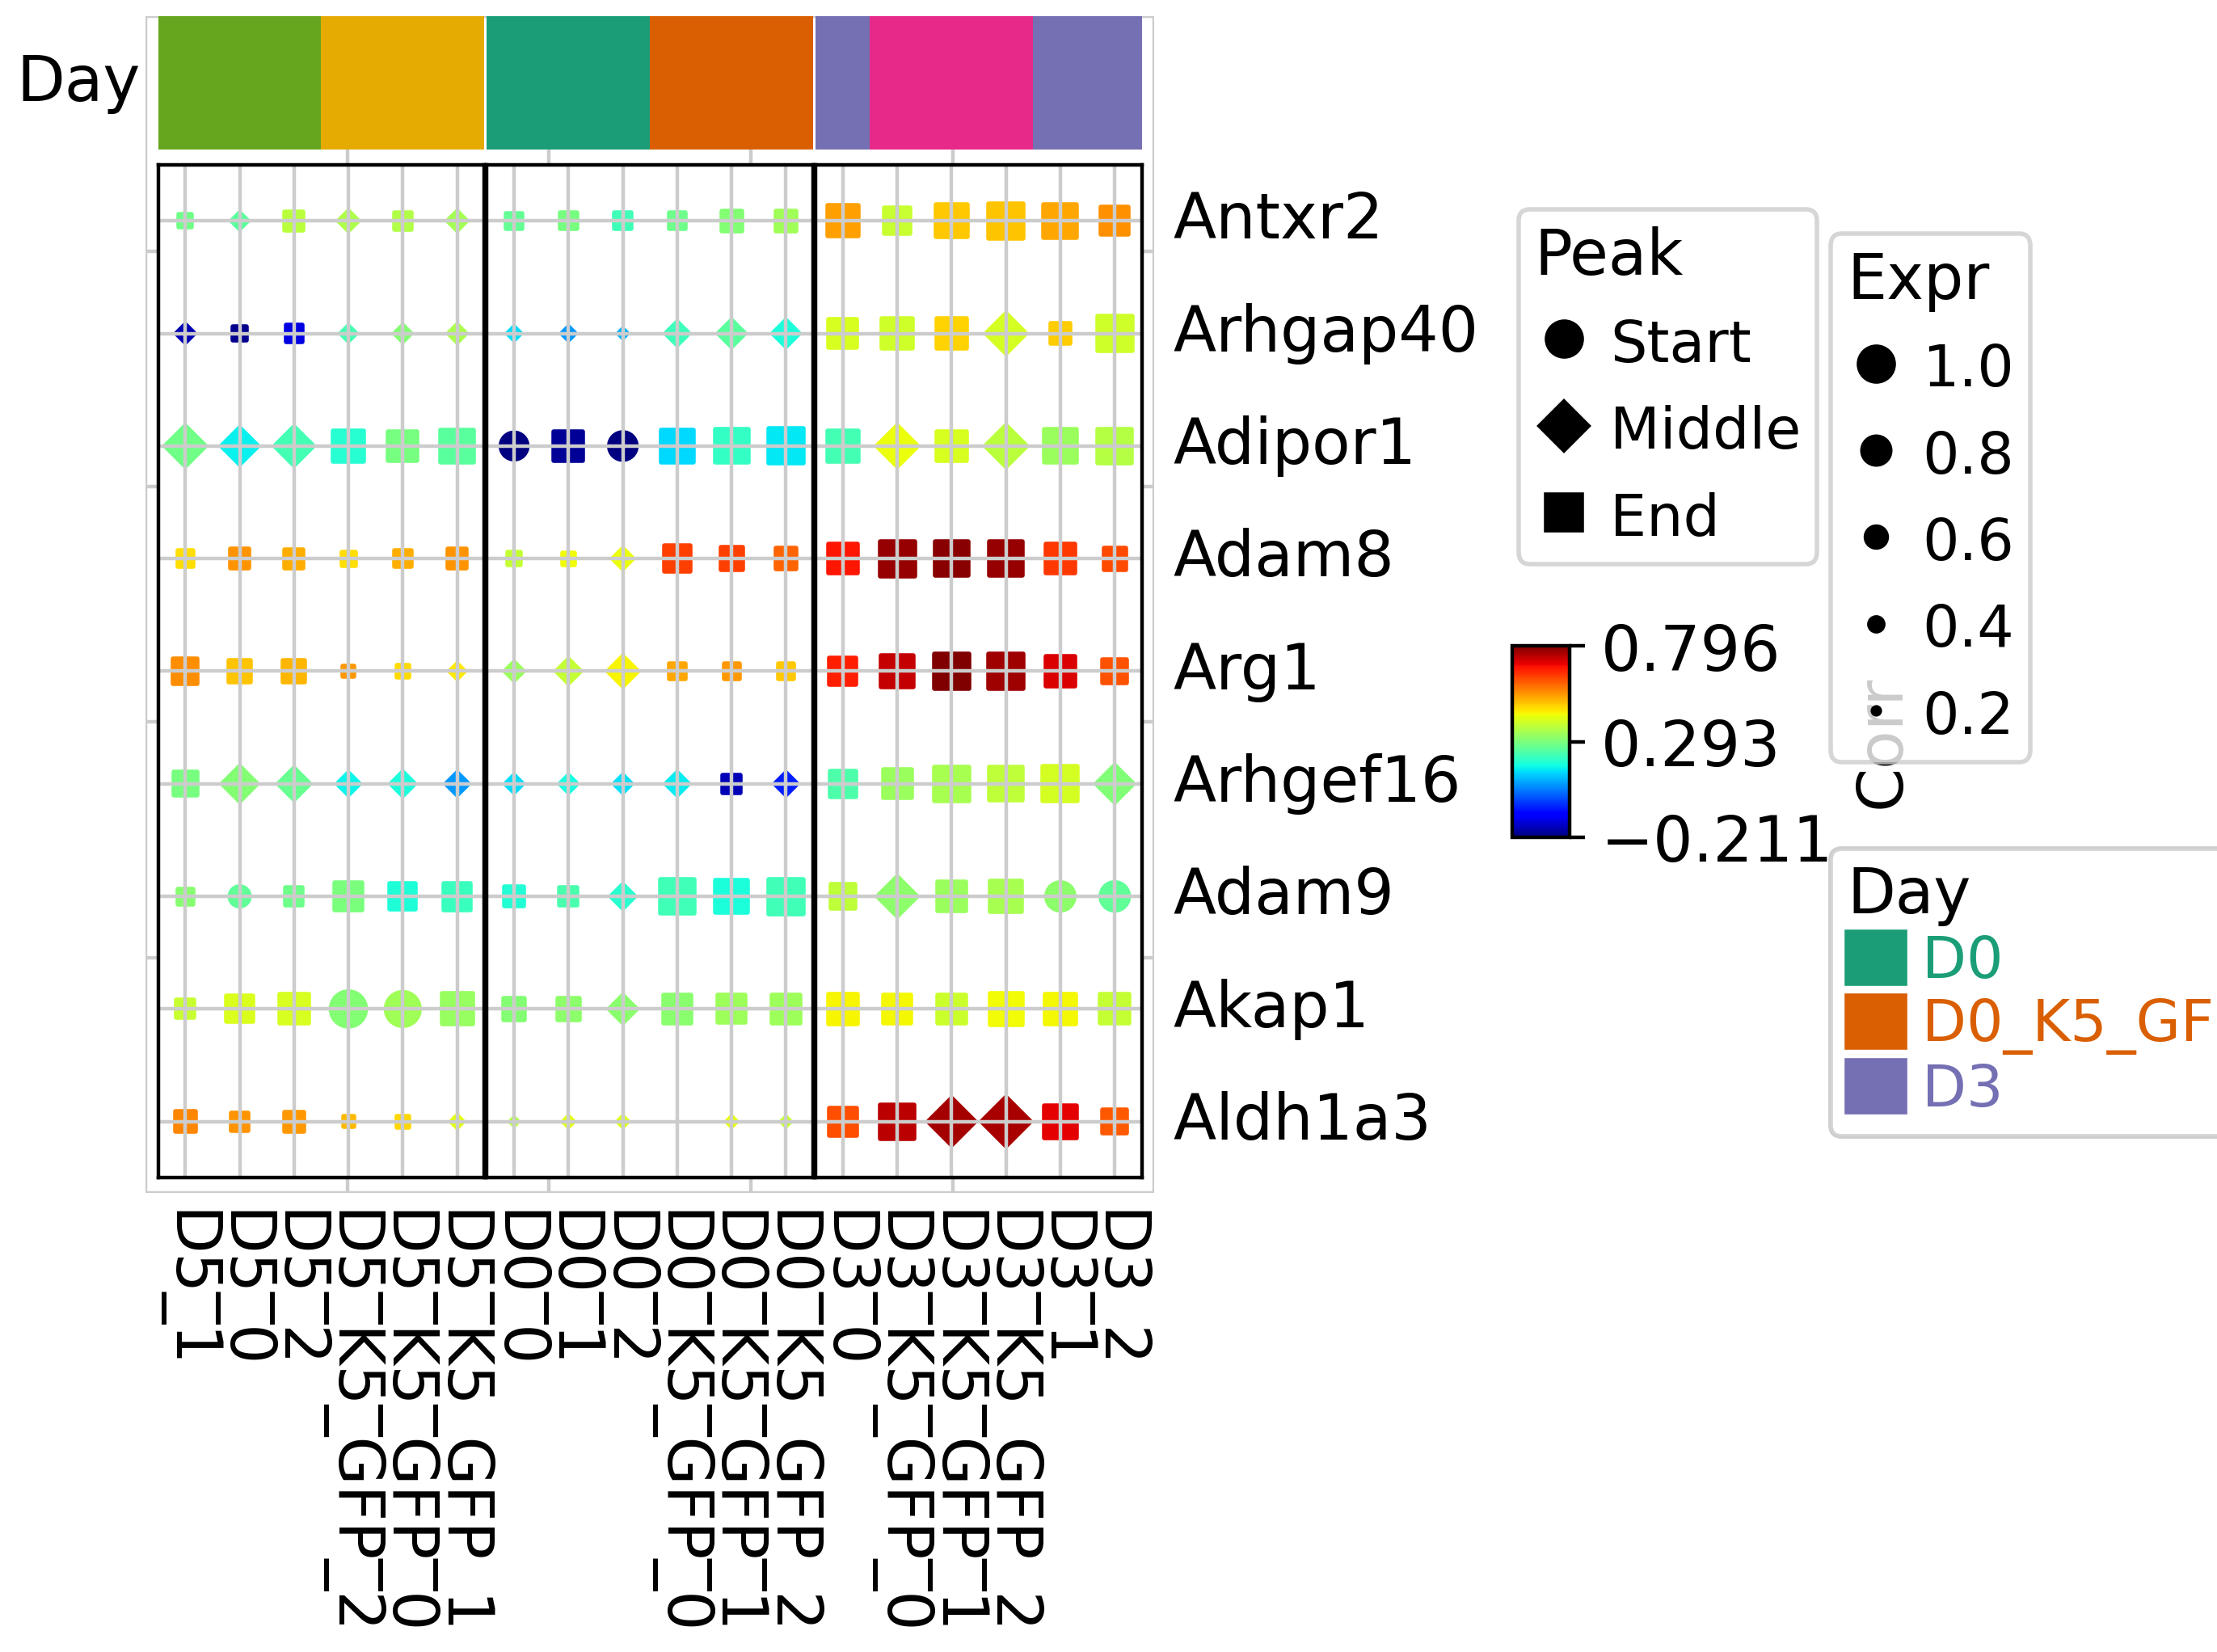 Day
Antxr2
Arhgap40
Adipor1
Adam8
Arg1
Arhgef16
Adam9
Akap1
Aldh1a3
D5_1
D5_0
D5_2
D5_K5_GFP_2
D5_K5_GFP_0
D5_K5_GFP_1
D0_0
D0_1
D0_2
D0_K5_GFP_0
D0_K5_GFP_1
D0_K5_GFP_2
D3_0
D3_K5_GFP_0
D3_K5_GFP_1
D3_K5_GFP_2
D3_1
D3_2
Peak
Start
Middle
End
0.796
0.293
−0.211
Corr
Expr
1.0
0.8
0.6
0.4
0.2
Day
D0
D0_K5_GF
D3